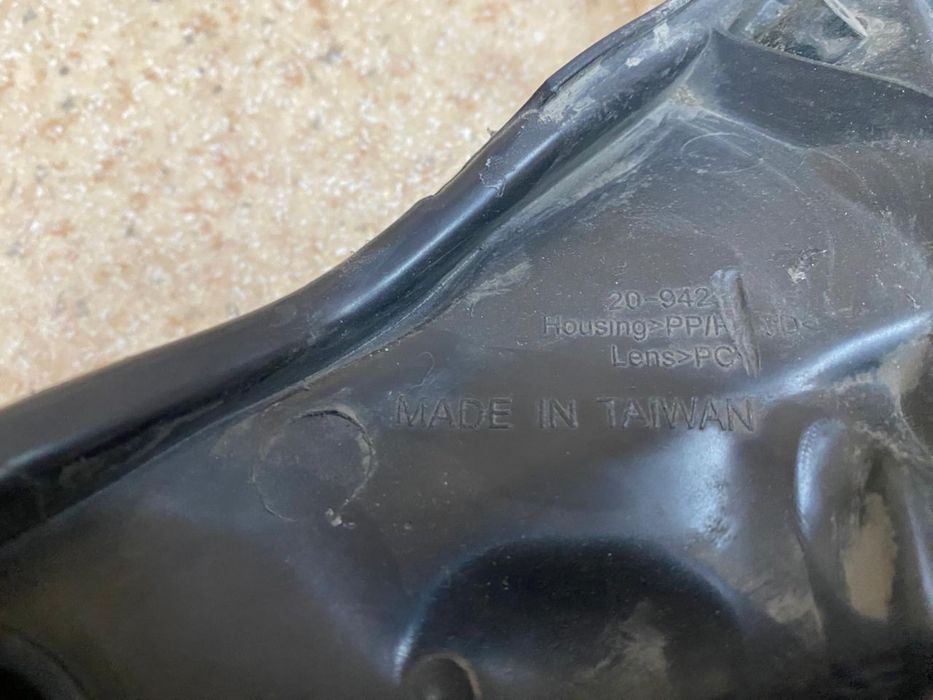 20-942
Housing>PP/
Lens>PC
MADE IN TAIWAN